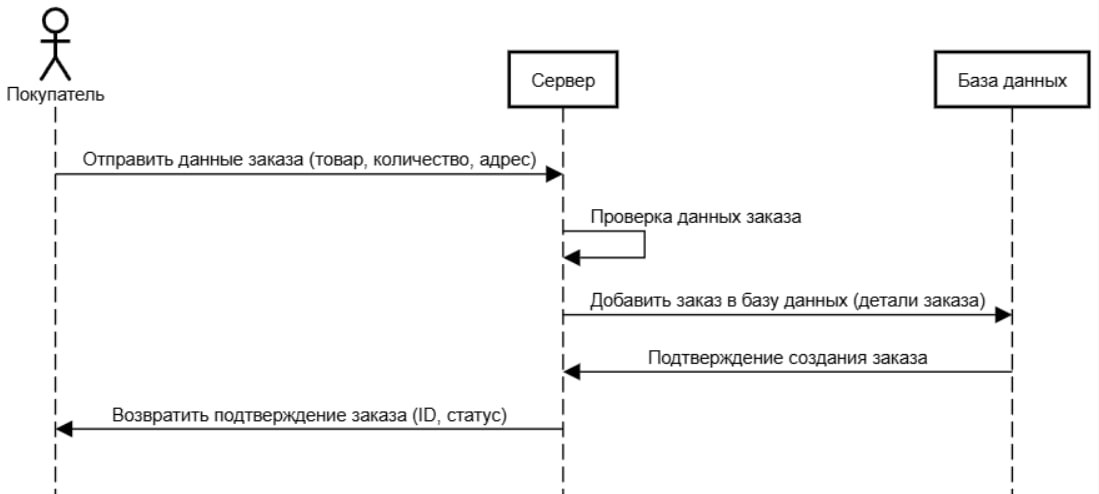 Покупатель
Сервер
База данных
Отправить данные заказа (товар, количество, адрес)
Проверка данных заказа
Добавить заказ в базу данных (детали заказа)
Подтверждение создания заказа
Возвратить подтверждение заказа (ID, статус)